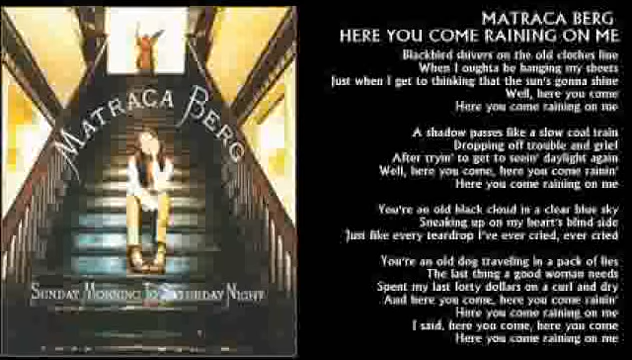 MATRACA BERG
SUNDAY MORNING TO SATURDAY NIGHT
MATRACA BERG
HERE YOU COME RAINING ON ME
Blackbird shivers on the old clothes line
When I oughta be hanging my sheets
Just when I get to thinking that the sun's gonna shine
Well, here you come
Here you come raining on me
A shadow passes like a slow coal train
Dropping off trouble and grief
After tryin' to get to seein' daylight again
Well, here you come, here you come rainin'
Here you come raining on me
You're an old black cloud in a clear blue sky
Sneaking up on my heart's blind side
Just like every teardrop I've ever cried, ever cried
You're an old dog traveling in a pack of lies
The last thing a good woman needs
Spent my last forty dollars on a curl and dry
And here you come, here you come rainin'
Here you come raining on me
I said, here you come, here you come
Here you come raining on me